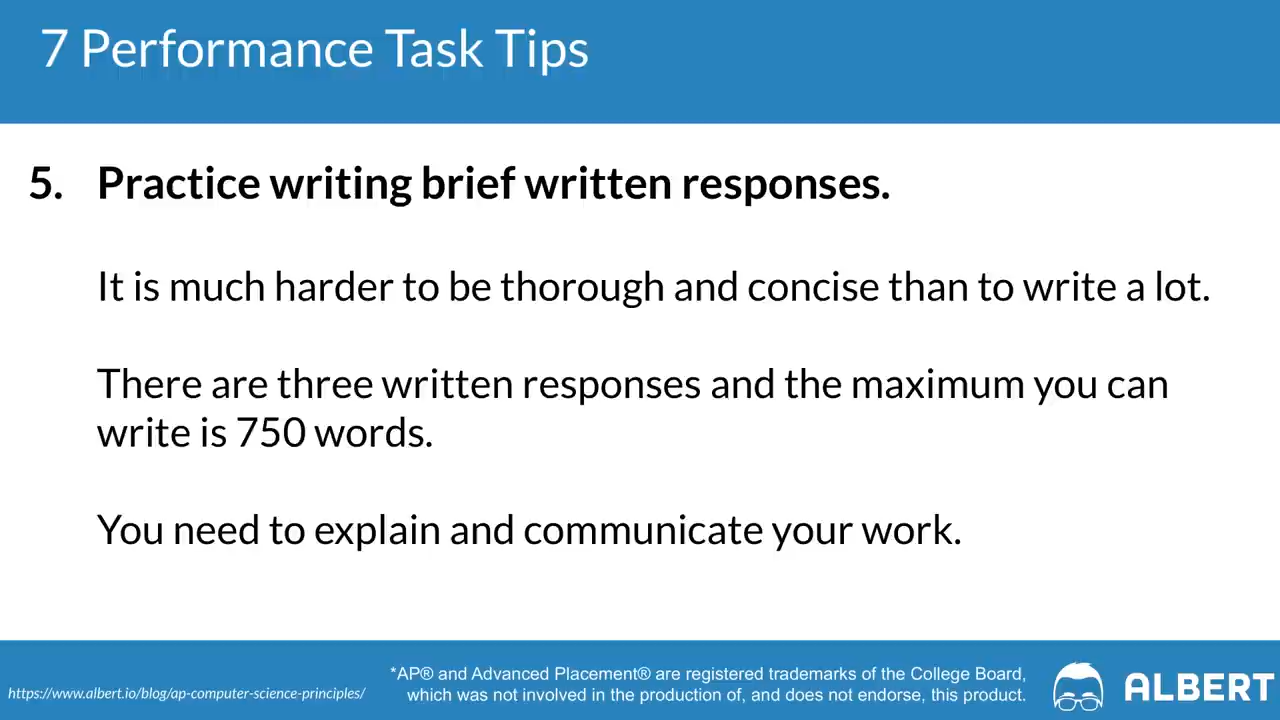 7 Performance Task Tips
5. Practice writing brief written responses.
It is much harder to be thorough and concise than to write a lot.
There are three written responses and the maximum you can
write is 750 words.
You need to explain and communicate your work.
https://www.albert.io/blog/ap-computer-science-principles/
*AP® and Advanced Placement® are registered trademarks of the College Board,
which was not involved in the production of, and does not endorse, this product.
ALBERT